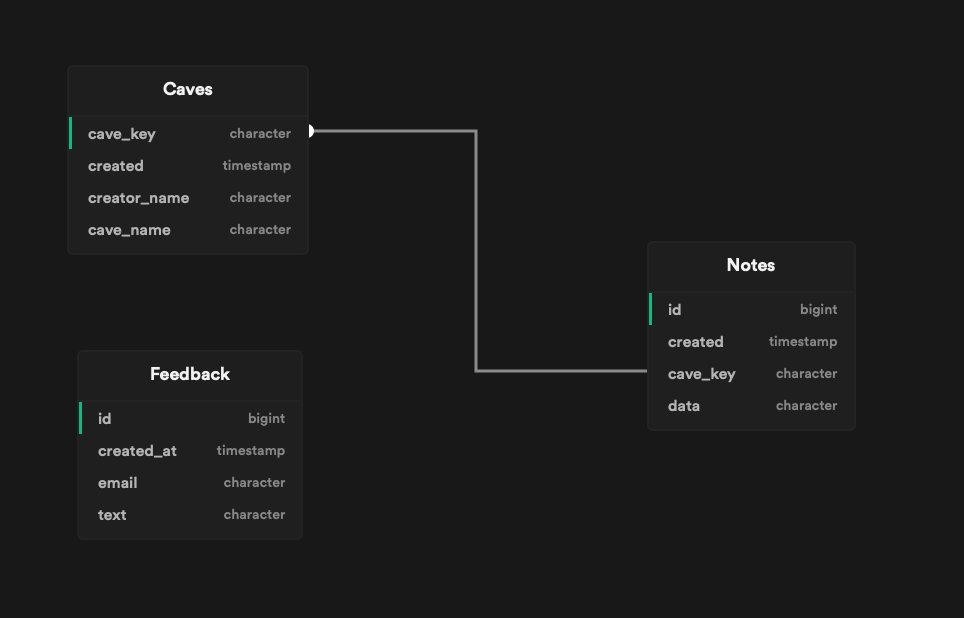 Caves
cave_key character
created timestamp
creator_name character
cave_name character
Notes
id bigint
created timestamp
cave_key character
data character
Feedback
id bigint
created_at timestamp
email character
text character